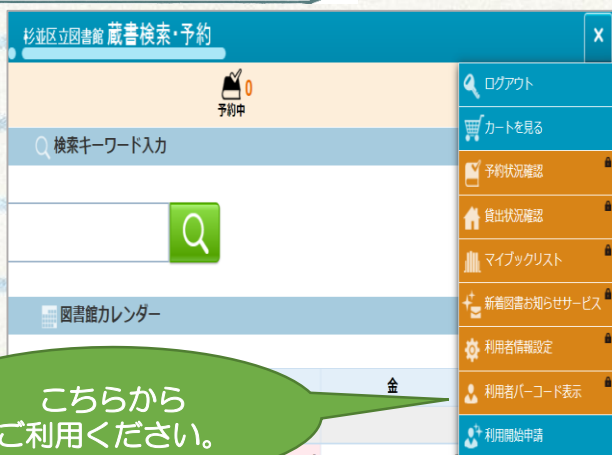 杉並区立図書館 蔵書検索・予約
x
0
予約中
検索キーワード入力
図書館カレンダー
金
ログアウト
カートを見る
予約状況確認
貸出状況確認
マイブックリスト
新着図書お知らせサービス
利用者情報設定
利用者バーコード表示
利用開始申請
こちらから
ご利用ください。